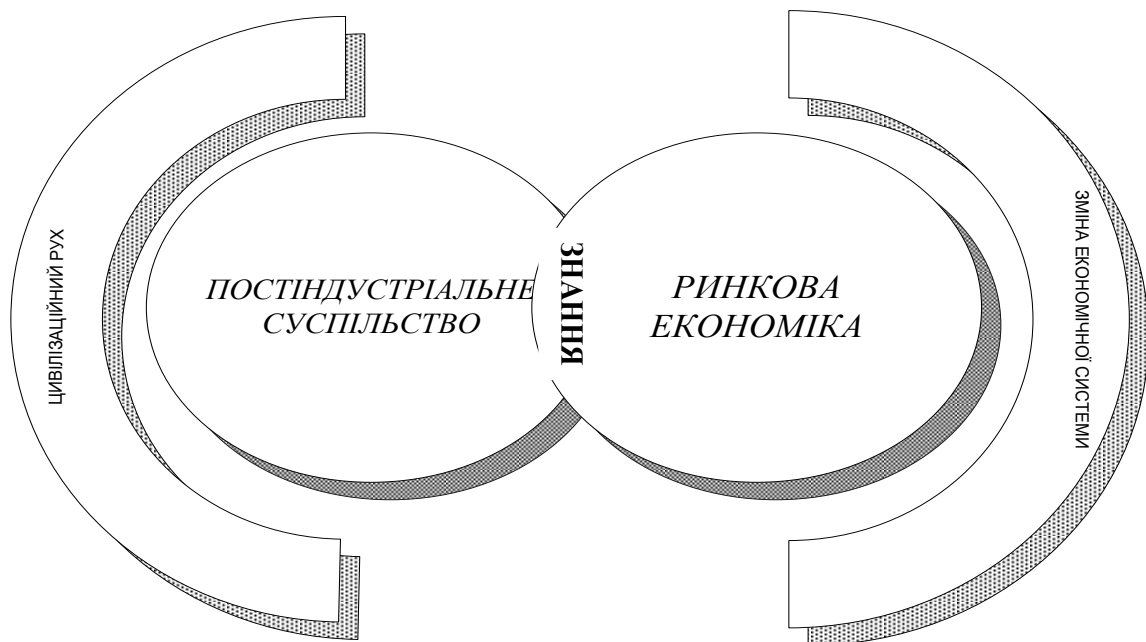 ЦИВІЛІЗАЦІЙНИЙ РУХ
ПОСТІНДУСТРІАЛЬНЕ
СУСПІЛЬСТВО
ЗНАННЯ
РИНКОВА
ЕКОНОМІКА
ЗМІНА ЕКОНОМІЧНОЇ СИСТЕМИ